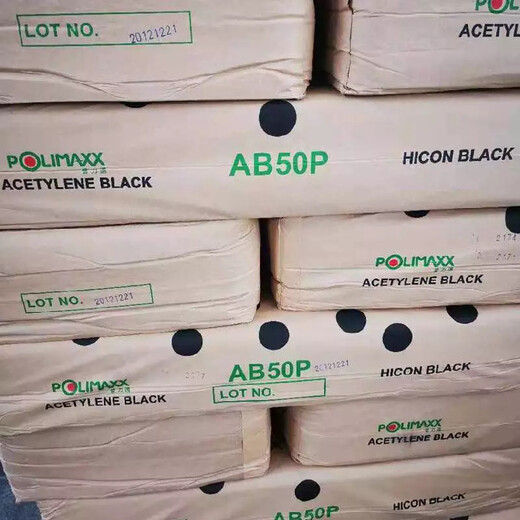 LOT NO. 20121221
ACETYLENE
POLIMAXX
AB50P
HICON BLACK
ACETYLENE BLACK
POLIMAXX
ACETYLENE BLACK
LOT NO. 20121221
20121221
POLIMAXX
AB50P
HICON BLACK
ACETYLENE BLACK
LOT NO.
POLIMAXX
ACETYLENE BLACK
AB50P
HICON BLACK